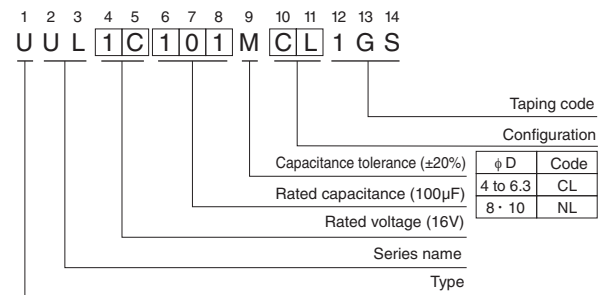 1 2 3 4 5 6 7 8 9 10 11 12 13 14
U U L 1 C 1 0 1 M C L 1 G S
Taping code
Configuration
Capacitance tolerance (±20%)
φ D Code
4 to 6.3 CL
8 · 10 NL
Rated capacitance (100µF)
Rated voltage (16V)
Series name
Type